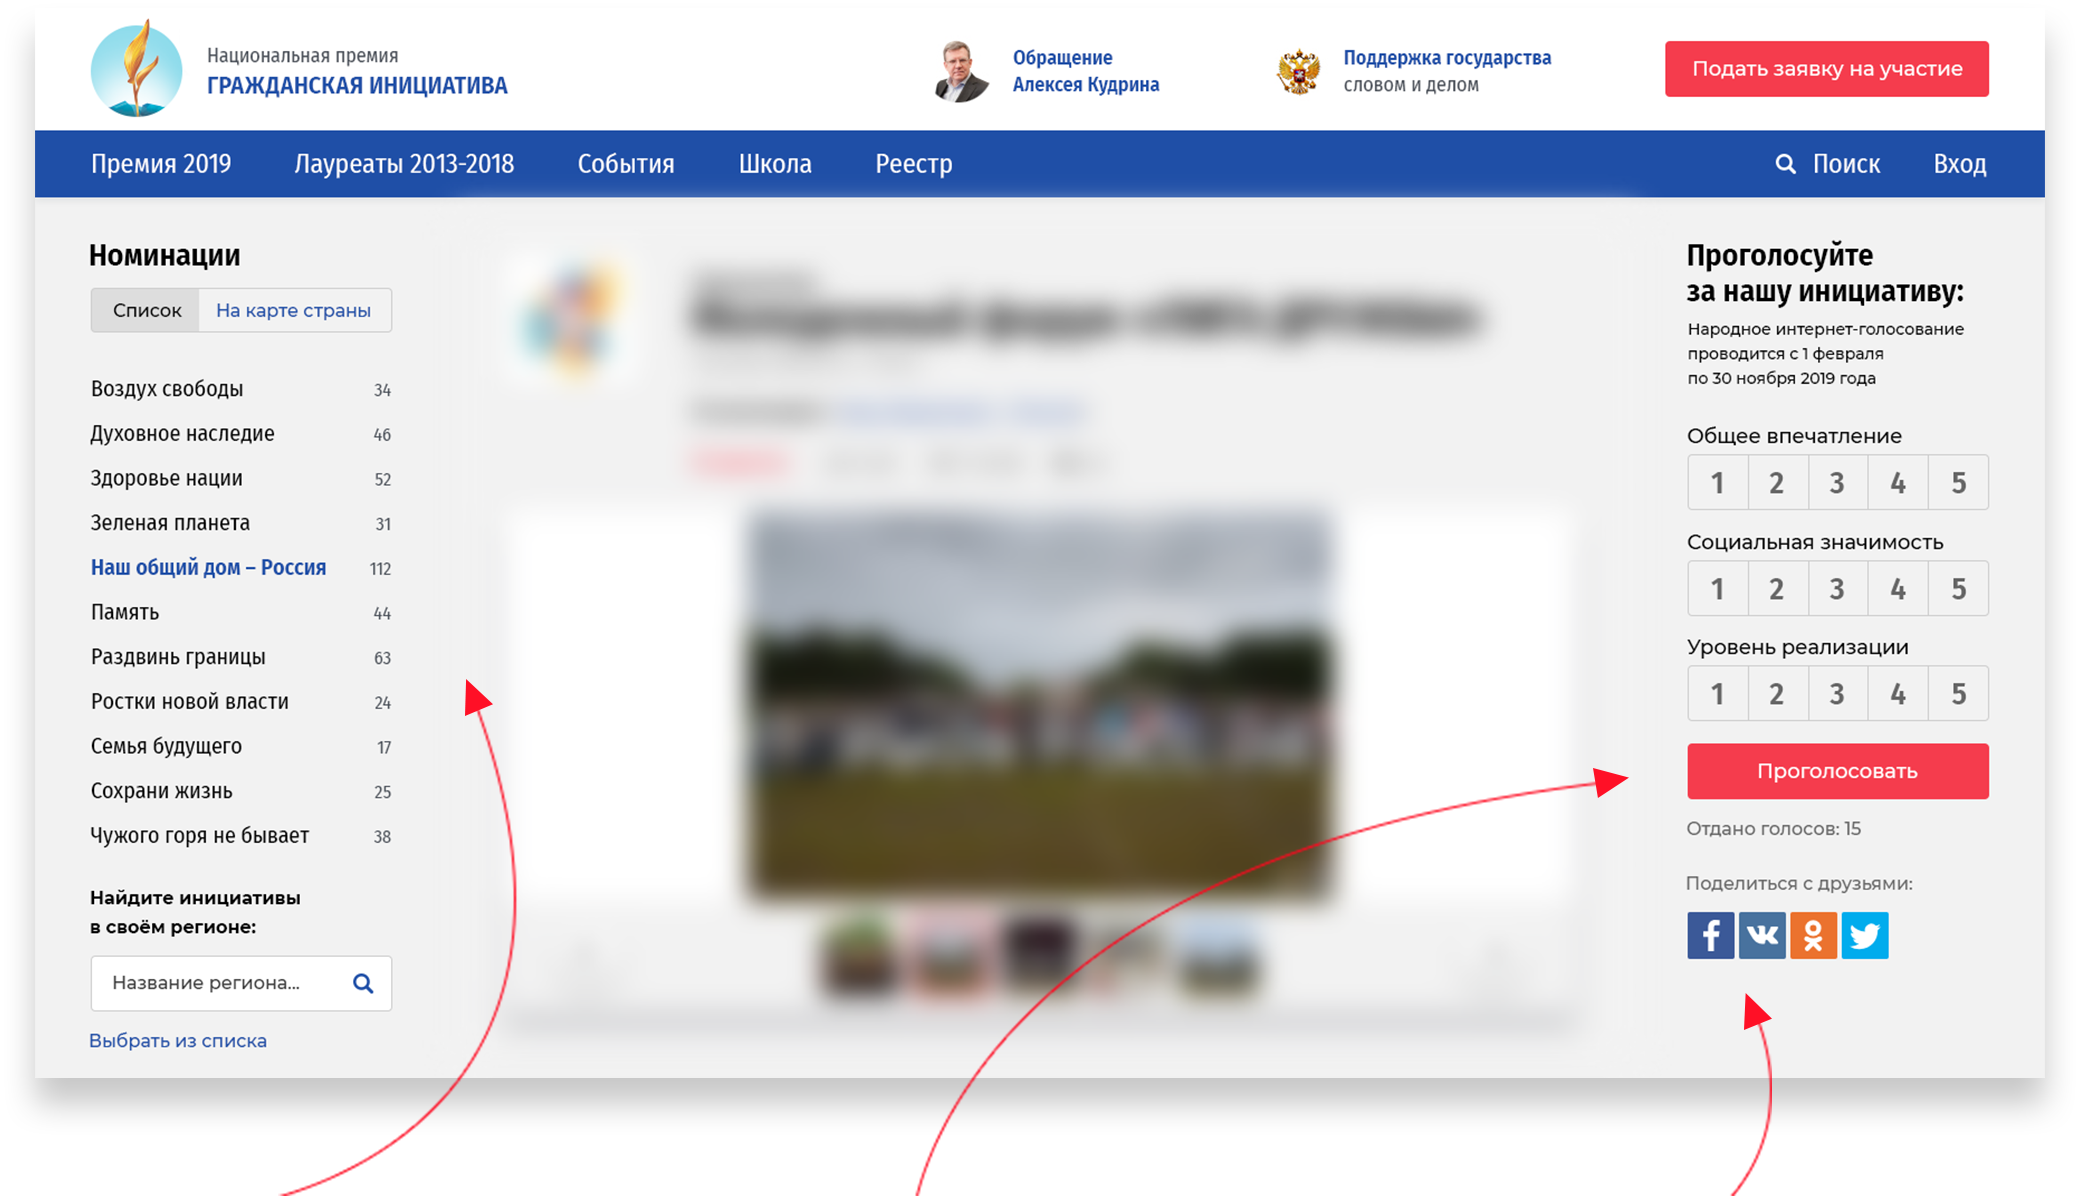 Национальная премия
ГРАЖДАНСКАЯ ИНИЦИАТИВА
Обращение
Алексея Кудрина
Поддержка государства
словом и делом
Подать заявку на участие
Премия 2019
Лауреаты 2013-2018
События
Школа
Реестр
Поиск
Вход
Номинации
Список
На карте страны
Воздух свободы 34
Духовное наследие 46
Здоровье нации 52
Зеленая планета 31
Наш общий дом – Россия 112
Память 44
Раздвинь границы 63
Ростки новой власти 24
Семья будущего 17
Сохрани жизнь 25
Чужого горя не бывает 38
Найдите инициативы
в своём регионе:
Название региона...
Выбрать из списка
Проголосуйте
за нашу инициативу:
Народное интернет-голосование
проводится с 1 февраля
по 30 ноября 2019 года
Общее впечатление
1 2 3 4 5
Социальная значимость
1 2 3 4 5
Уровень реализации
1 2 3 4 5
Проголосовать
Отдано голосов: 15
Поделиться с друзьями: